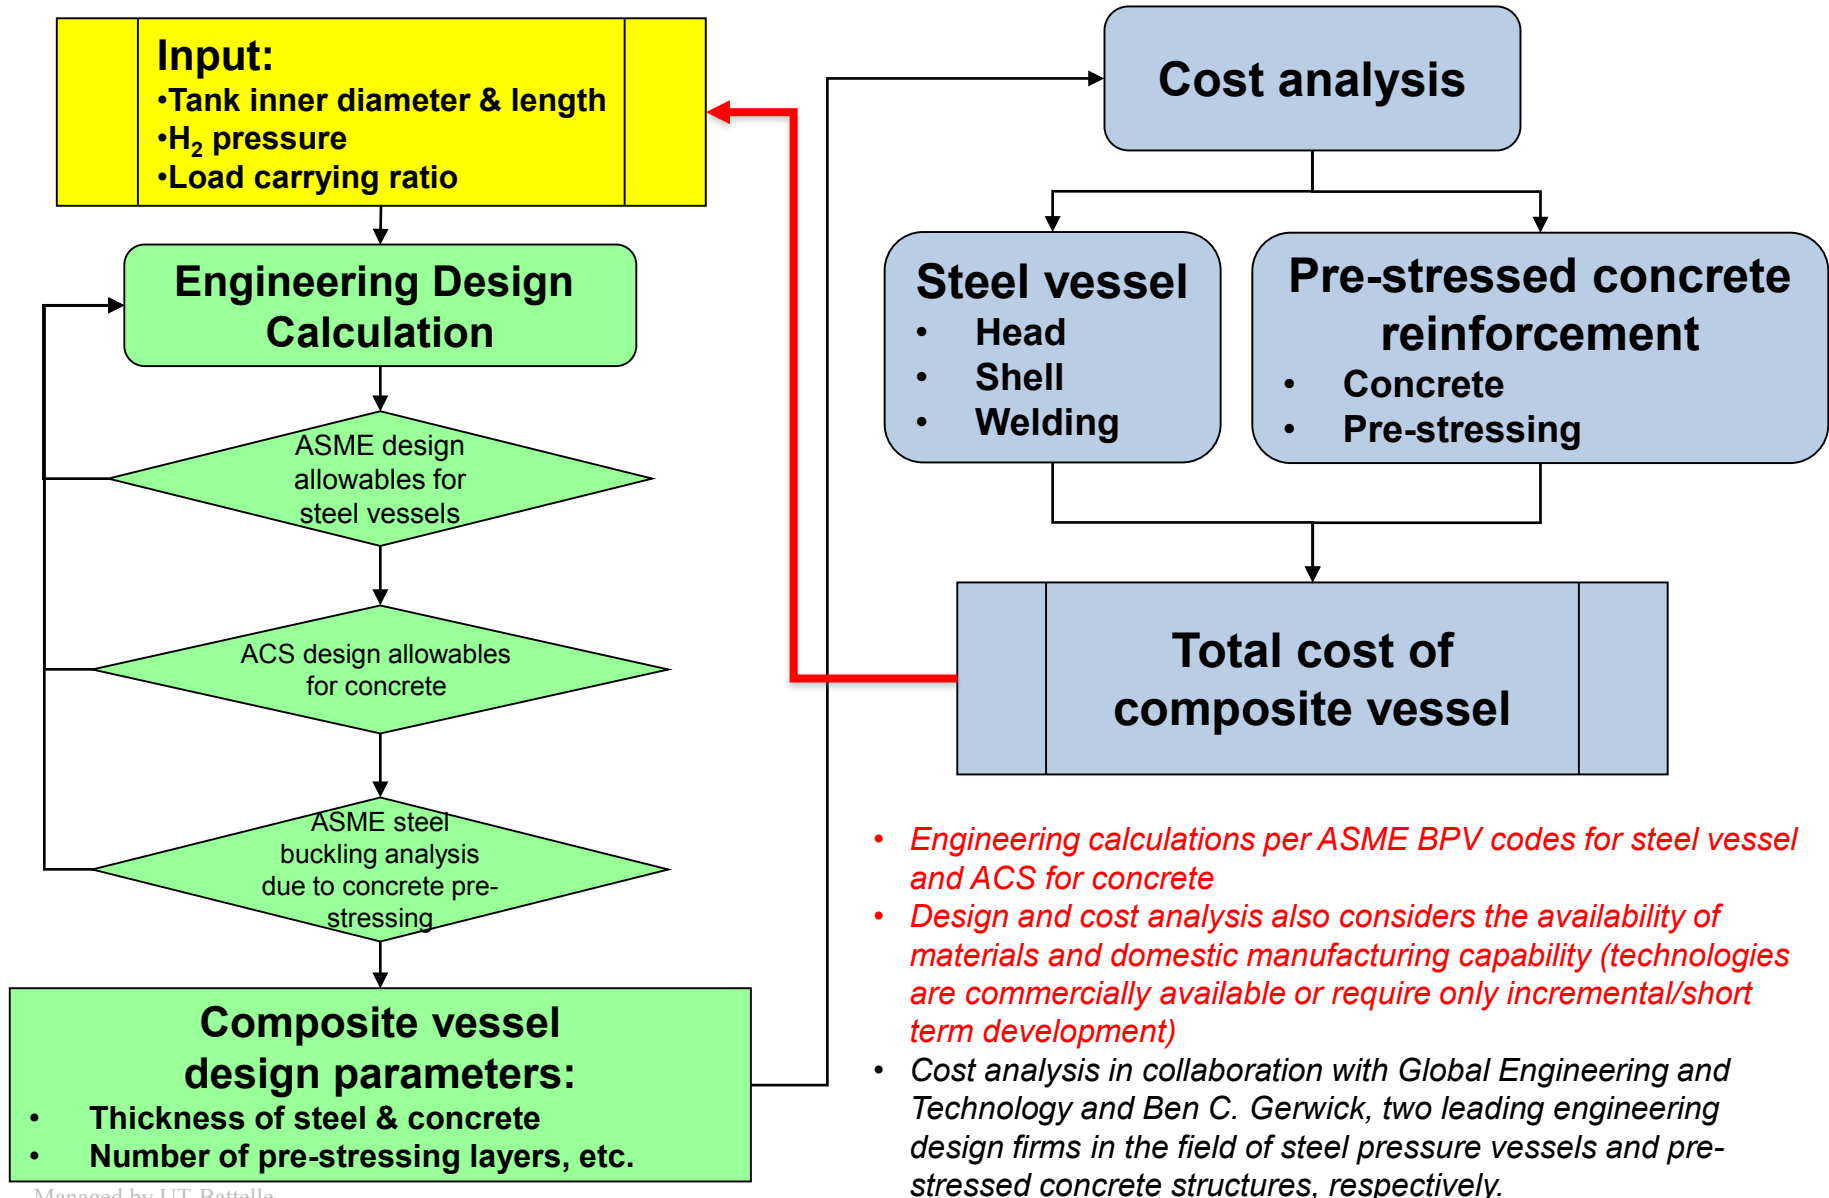 Input:
•Tank inner diameter & length
•H₂ pressure
•Load carrying ratio
Engineering Design
Calculation
ASME design
allowables for
steel vessels
ACS design allowables
for concrete
ASME steel
buckling analysis
due to concrete pre-
stressing
Composite vessel
design parameters:
• Thickness of steel & concrete
• Number of pre-stressing layers, etc.
Managed by UT-Battelle
Cost analysis
Steel vessel
• Head
• Shell
• Welding
Pre-stressed concrete
reinforcement
• Concrete
• Pre-stressing
Total cost of
composite vessel
• Engineering calculations per ASME BPV codes for steel vessel
and ACS for concrete
• Design and cost analysis also considers the availability of
materials and domestic manufacturing capability (technologies
are commercially available or require only incremental/short
term development)
• Cost analysis in collaboration with Global Engineering and
Technology and Ben C. Gerwick, two leading engineering
design firms in the field of steel pressure vessels and pre-
stressed concrete structures, respectively.